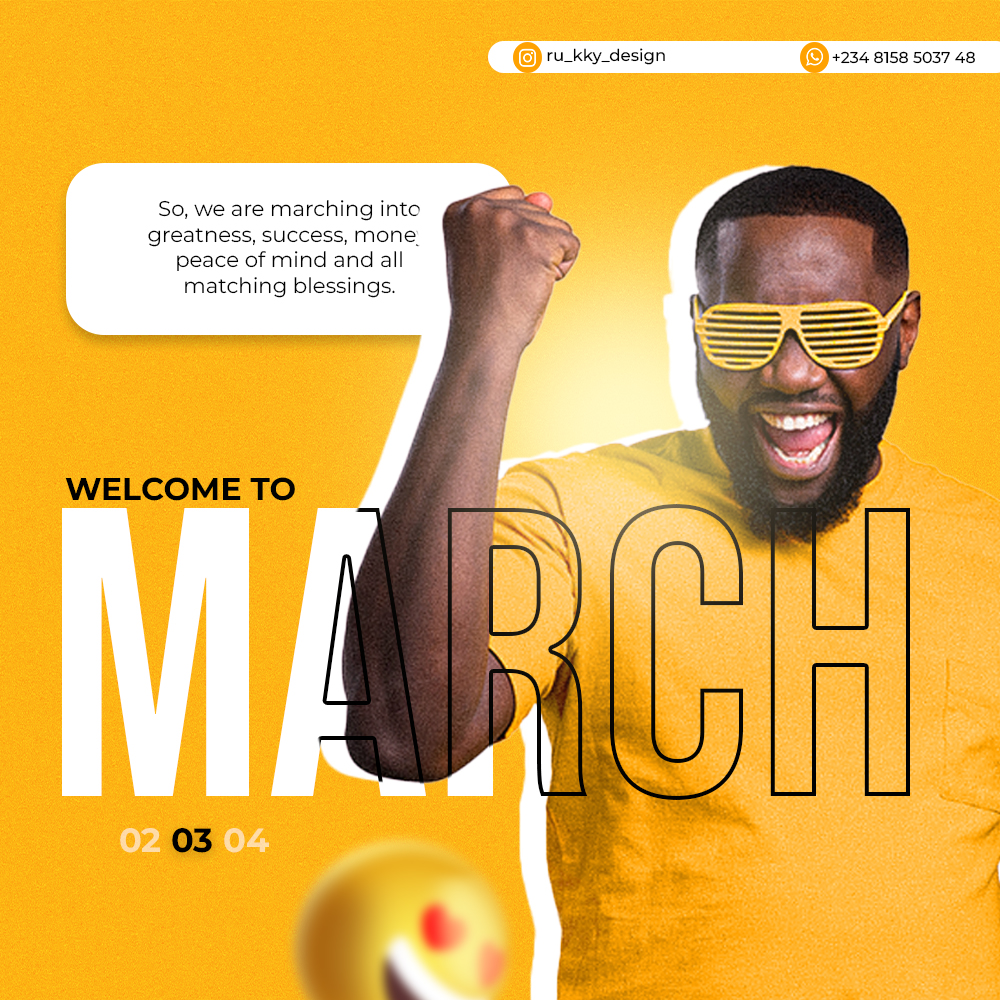 ru_kky_design
+234 8158 5037 48
So, we are marching into
greatness, success, money
peace of mind and all
matching blessings.
WELCOME TO
MARCH
02 03 04